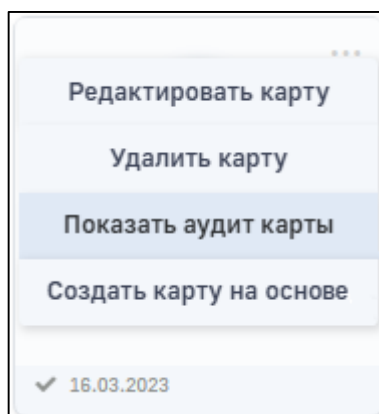 Редактировать карту
Удалить карту
Показать аудит карты
Создать карту на основе
16.03.2023